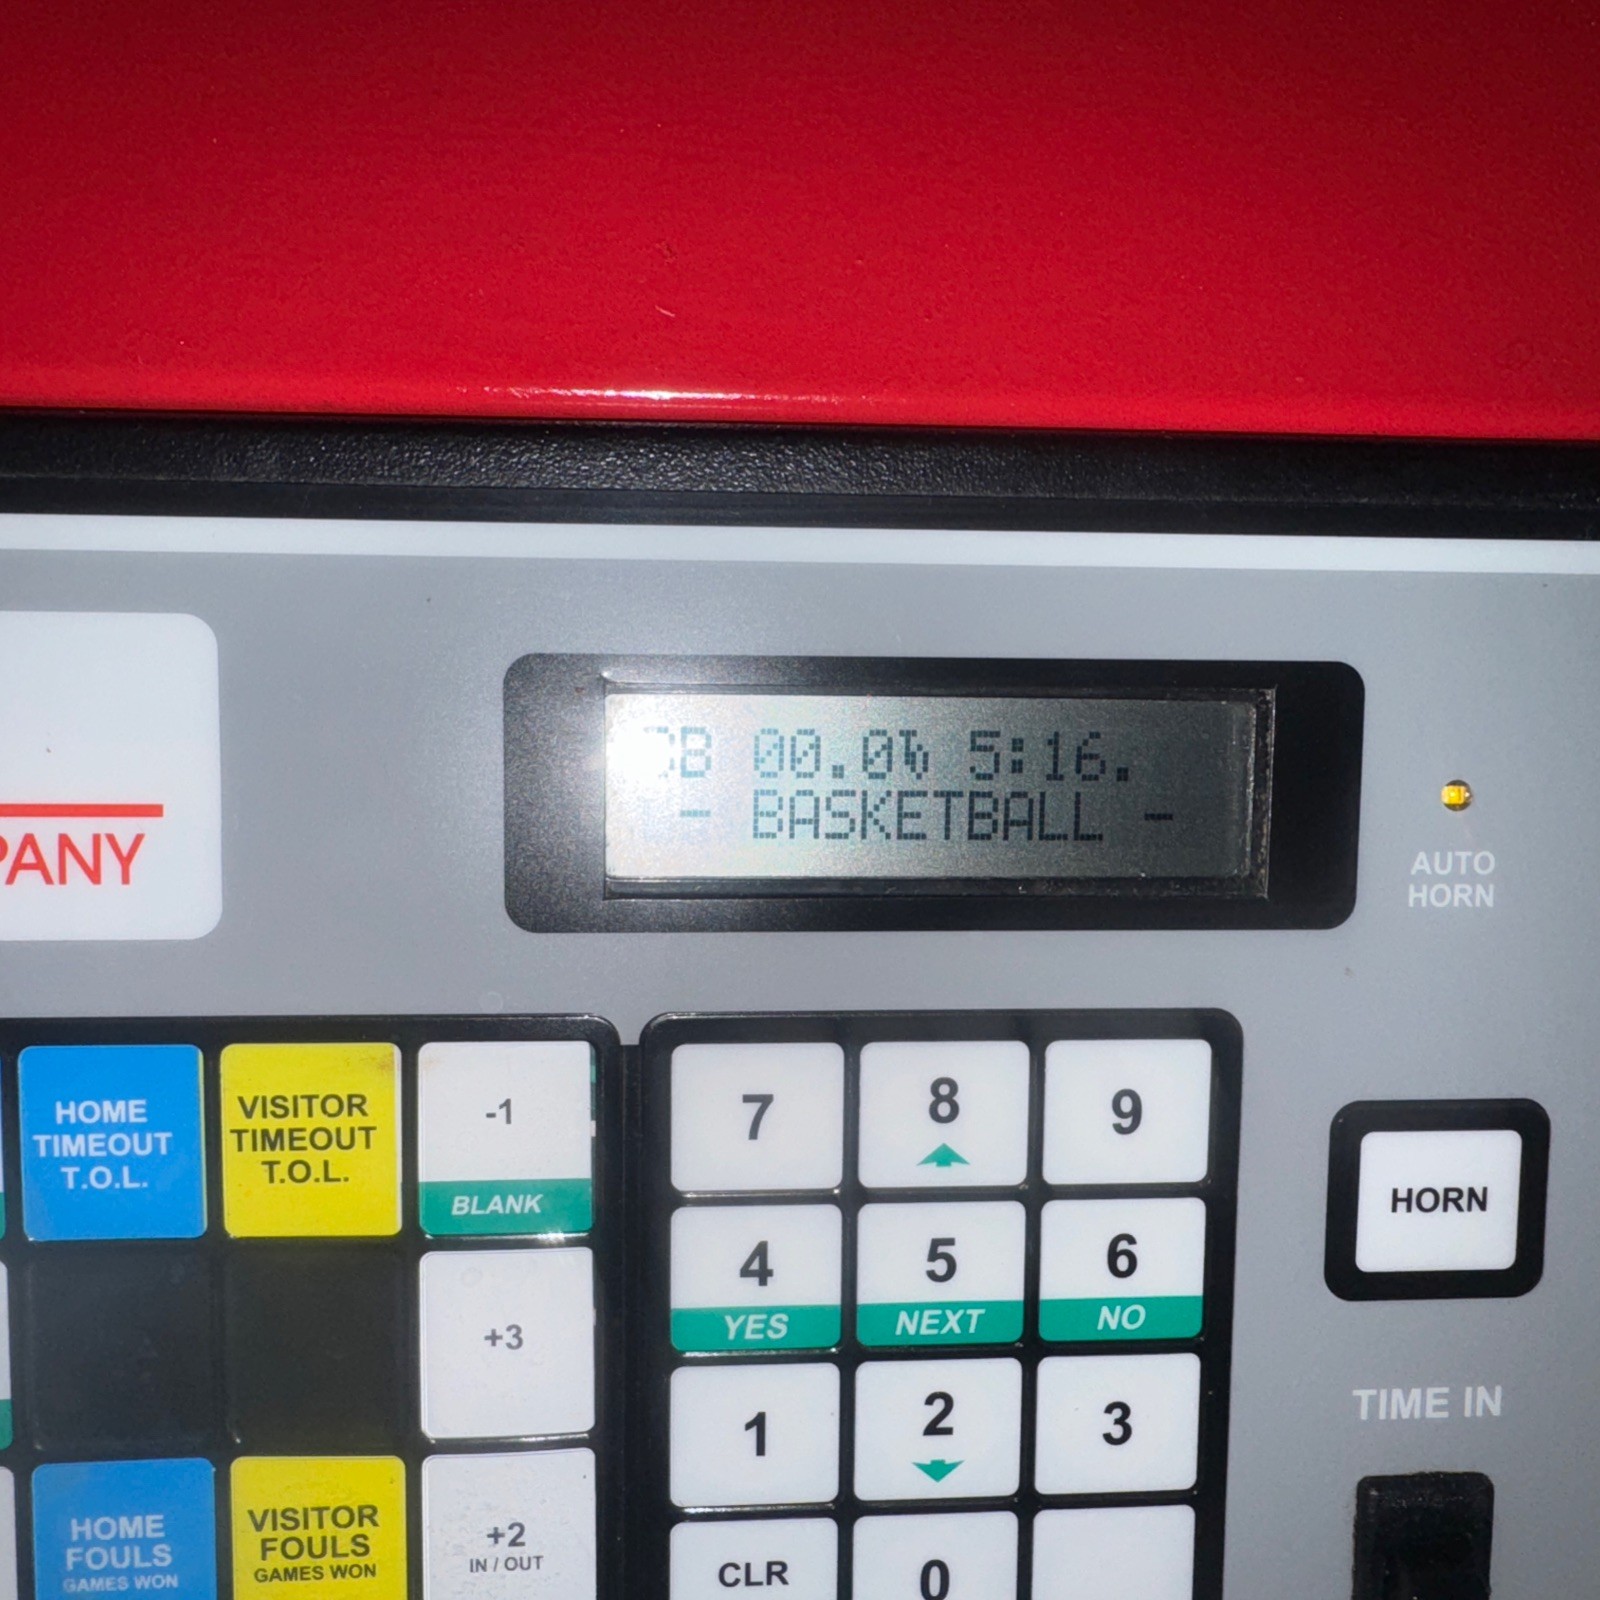 PANY
B 00.0 5:16.
- BASKETBALL -
AUTO
HORN
HOME
TIMEOUT
T.O.L.
VISITOR
TIMEOUT
T.O.L.
-1
BLANK
7
8
9
HORN
+3
4
YES
5
NEXT
6
NO
TIME IN
1
2
3
HOME
FOULS
GAMES WON
VISITOR
FOULS
GAMES WON
+2
IN / OUT
CLR
0